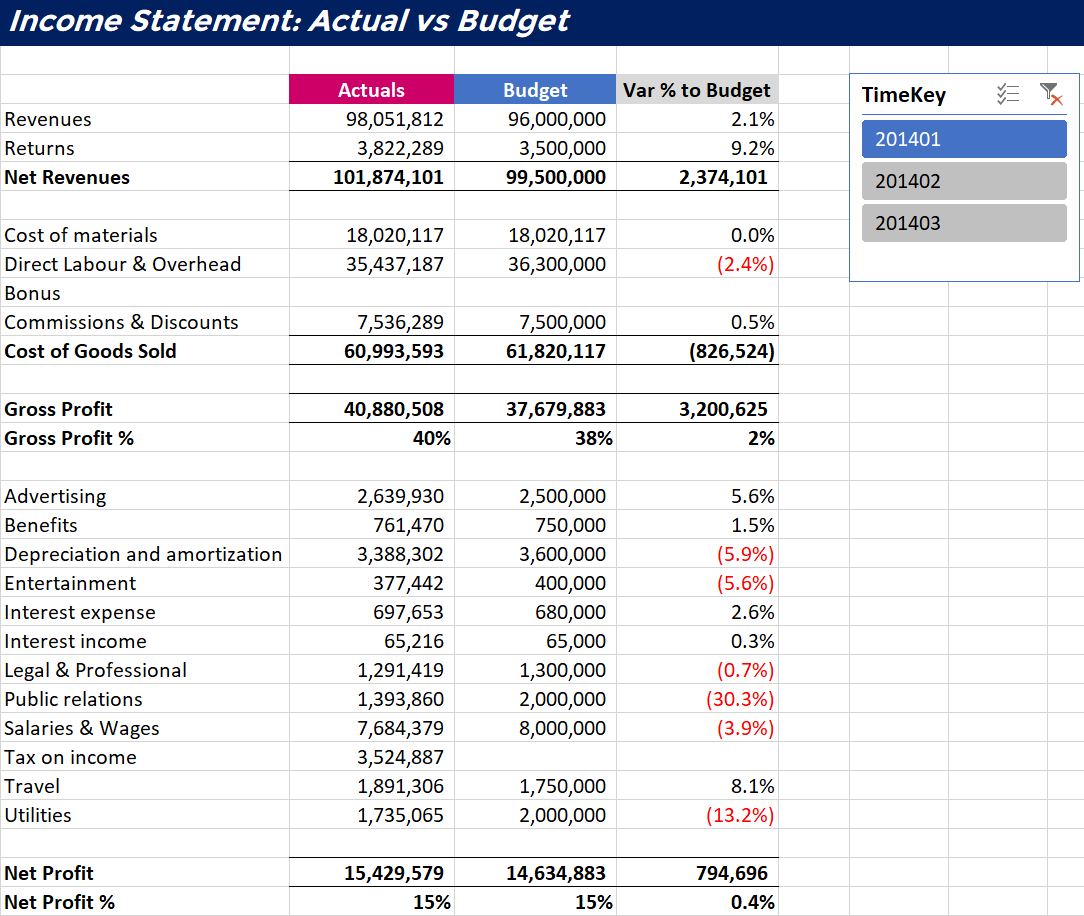 Income Statement: Actual vs Budget
Actuals Budget Var % to Budget
Revenues 98,051,812 96,000,000 2.1%
Returns 3,822,289 3,500,000 9.2%
Net Revenues 101,874,101 99,500,000 2,374,101
Cost of materials 18,020,117 18,020,117 0.0%
Direct Labour & Overhead 35,437,187 36,300,000 (2.4%)
Bonus
Commissions & Discounts 7,536,289 7,500,000 0.5%
Cost of Goods Sold 60,993,593 61,820,117 (826,524)
Gross Profit 40,880,508 37,679,883 3,200,625
Gross Profit % 40% 38% 2%
Advertising 2,639,930 2,500,000 5.6%
Benefits 761,470 750,000 1.5%
Depreciation and amortization 3,388,302 3,600,000 (5.9%)
Entertainment 377,442 400,000 (5.6%)
Interest expense 697,653 680,000 2.6%
Interest income 65,216 65,000 0.3%
Legal & Professional 1,291,419 1,300,000 (0.7%)
Public relations 1,393,860 2,000,000 (30.3%)
Salaries & Wages 7,684,379 8,000,000 (3.9%)
Tax on income 3,524,887
Travel 1,891,306 1,750,000 8.1%
Utilities 1,735,065 2,000,000 (13.2%)
Net Profit 15,429,579 14,634,883 794,696
Net Profit % 15% 15% 0.4%
TimeKey
201401
201402
201403